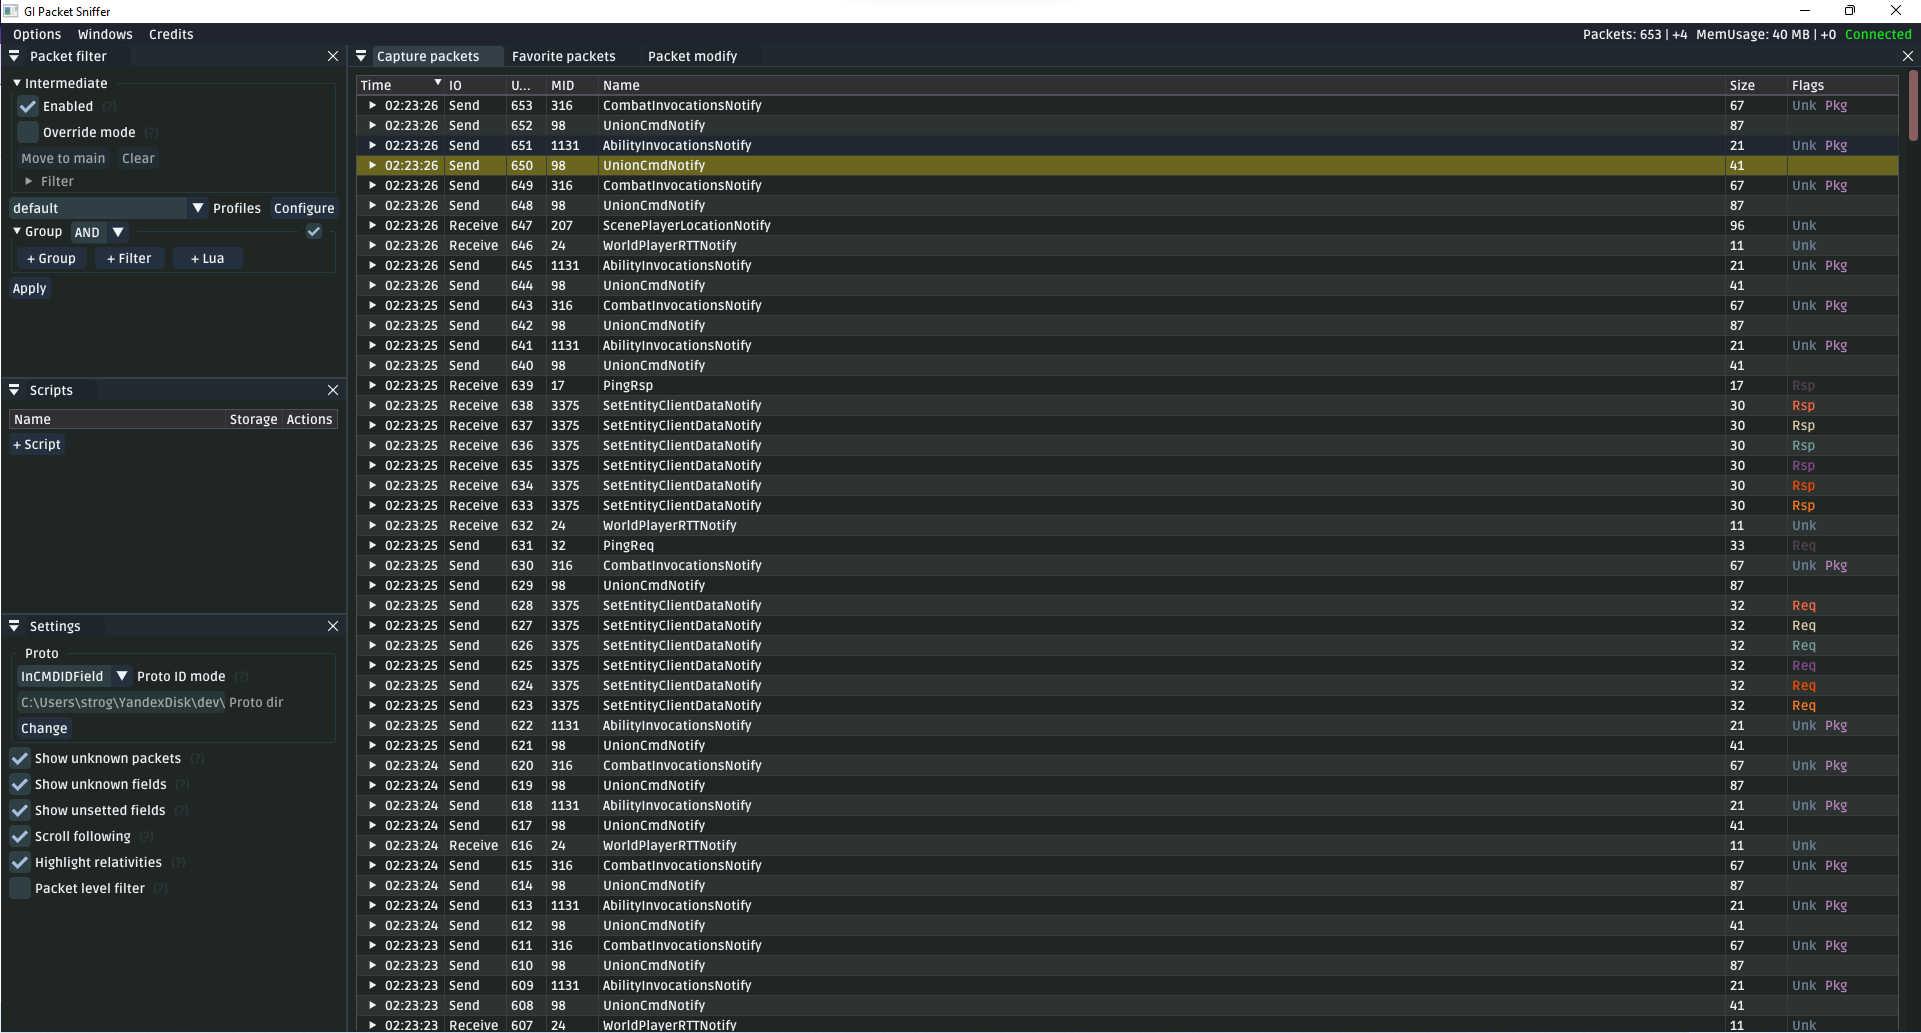 GI Packet Sniffer
Options Windows Credits Packets: 653 | +4 MemUsage: 40 MB | +0 Connected
Packet filter
Intermediate
Enabled (?)
Override mode (?)
Move to main Clear
Filter
default Profiles Configure
Group AND
+ Group + Filter + Lua
Apply
Scripts
Name Storage Actions
+ Script
Settings
Proto
InCMDIDField Proto ID mode (?)
C:\Users\strog\YandexDisk\dev\ Proto dir
Change
Show unknown packets (?)
Show unknown fields (?)
Show unsetted fields (?)
Scroll following (?)
Highlight relativities (?)
Packet level filter (?)
Capture packets Favorite packets Packet modify
Time IO U... MID Name Size Flags
02:23:26 Send 653 316 CombatInvocationsNotify 67 Unk Pkg
02:23:26 Send 652 98 UnionCmdNotify 87
02:23:26 Send 651 1131 AbilityInvocationsNotify 21 Unk Pkg
02:23:26 Send 650 98 UnionCmdNotify 41
02:23:26 Send 649 316 CombatInvocationsNotify 67 Unk Pkg
02:23:26 Send 648 98 UnionCmdNotify 87
02:23:26 Receive 647 207 ScenePlayerLocationNotify 96 Unk
02:23:26 Receive 646 24 WorldPlayerRTTNotify 11 Unk
02:23:26 Send 645 1131 AbilityInvocationsNotify 21 Unk Pkg
02:23:26 Send 644 98 UnionCmdNotify 41
02:23:25 Send 643 316 CombatInvocationsNotify 67 Unk Pkg
02:23:25 Send 642 98 UnionCmdNotify 87
02:23:25 Send 641 1131 AbilityInvocationsNotify 21 Unk Pkg
02:23:25 Send 640 98 UnionCmdNotify 41
02:23:25 Receive 639 17 PingRsp 17 Rsp
02:23:25 Receive 638 3375 SetEntityClientDataNotify 30 Rsp
02:23:25 Receive 637 3375 SetEntityClientDataNotify 30 Rsp
02:23:25 Receive 636 3375 SetEntityClientDataNotify 30 Rsp
02:23:25 Receive 635 3375 SetEntityClientDataNotify 30 Rsp
02:23:25 Receive 634 3375 SetEntityClientDataNotify 30 Rsp
02:23:25 Receive 633 3375 SetEntityClientDataNotify 30 Rsp
02:23:25 Receive 632 24 WorldPlayerRTTNotify 11 Unk
02:23:25 Send 631 32 PingReq 33 Req
02:23:25 Send 630 316 CombatInvocationsNotify 67 Unk Pkg
02:23:25 Send 629 98 UnionCmdNotify 87
02:23:25 Send 628 3375 SetEntityClientDataNotify 32 Req
02:23:25 Send 627 3375 SetEntityClientDataNotify 32 Req
02:23:25 Send 626 3375 SetEntityClientDataNotify 32 Req
02:23:25 Send 625 3375 SetEntityClientDataNotify 32 Req
02:23:25 Send 624 3375 SetEntityClientDataNotify 32 Req
02:23:25 Send 623 3375 SetEntityClientDataNotify 32 Req
02:23:25 Send 622 1131 AbilityInvocationsNotify 21 Unk Pkg
02:23:25 Send 621 98 UnionCmdNotify 41
02:23:24 Send 620 316 CombatInvocationsNotify 67 Unk Pkg
02:23:24 Send 619 98 UnionCmdNotify 87
02:23:24 Send 618 1131 AbilityInvocationsNotify 21 Unk Pkg
02:23:24 Send 617 98 UnionCmdNotify 41
02:23:24 Receive 616 24 WorldPlayerRTTNotify 11 Unk
02:23:24 Send 615 316 CombatInvocationsNotify 67 Unk Pkg
02:23:24 Send 614 98 UnionCmdNotify 87
02:23:24 Send 613 1131 AbilityInvocationsNotify 21 Unk Pkg
02:23:24 Send 612 98 UnionCmdNotify 41
02:23:23 Send 611 316 CombatInvocationsNotify 67 Unk Pkg
02:23:23 Send 610 98 UnionCmdNotify 87
02:23:23 Send 609 1131 AbilityInvocationsNotify 21 Unk Pkg
02:23:23 Send 608 98 UnionCmdNotify 41
02:23:23 Receive 607 24 WorldPlayerRTTNotify 11 Unk